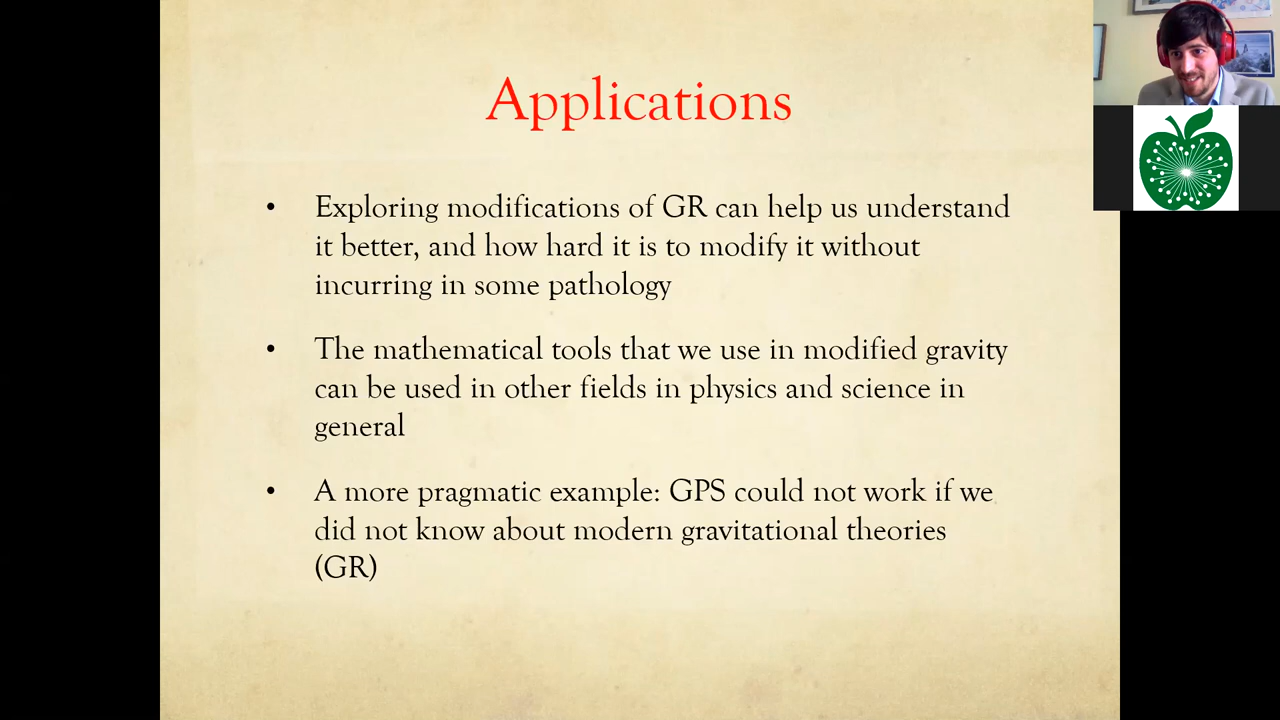 Applications
• Exploring modifications of GR can help us understand
it better, and how hard it is to modify it without
incurring in some pathology
• The mathematical tools that we use in modified gravity
can be used in other fields in physics and science in
general
• A more pragmatic example: GPS could not work if we
did not know about modern gravitational theories
(GR)